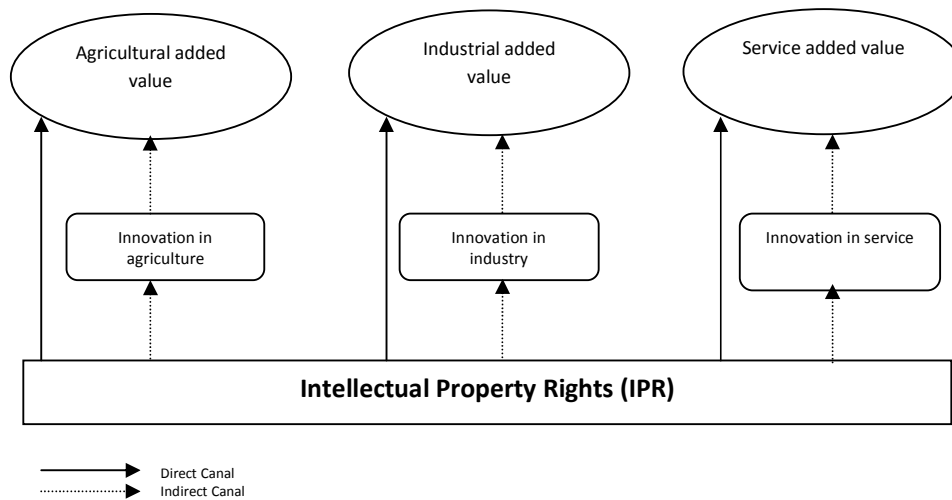 Agricultural added
value
Industrial added
value
Service added value
Innovation in
agriculture
Innovation in
industry
Innovation in service
Intellectual Property Rights (IPR)
Direct Canal
Indirect Canal